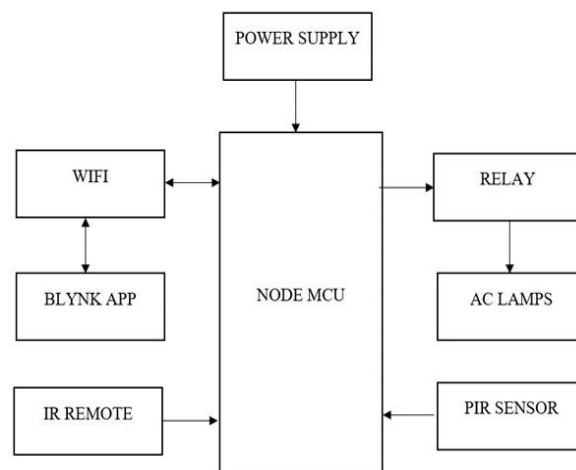 POWER SUPPLY
WIFI
RELAY
BLYNK APP
NODE MCU
AC LAMPS
IR REMOTE
PIR SENSOR